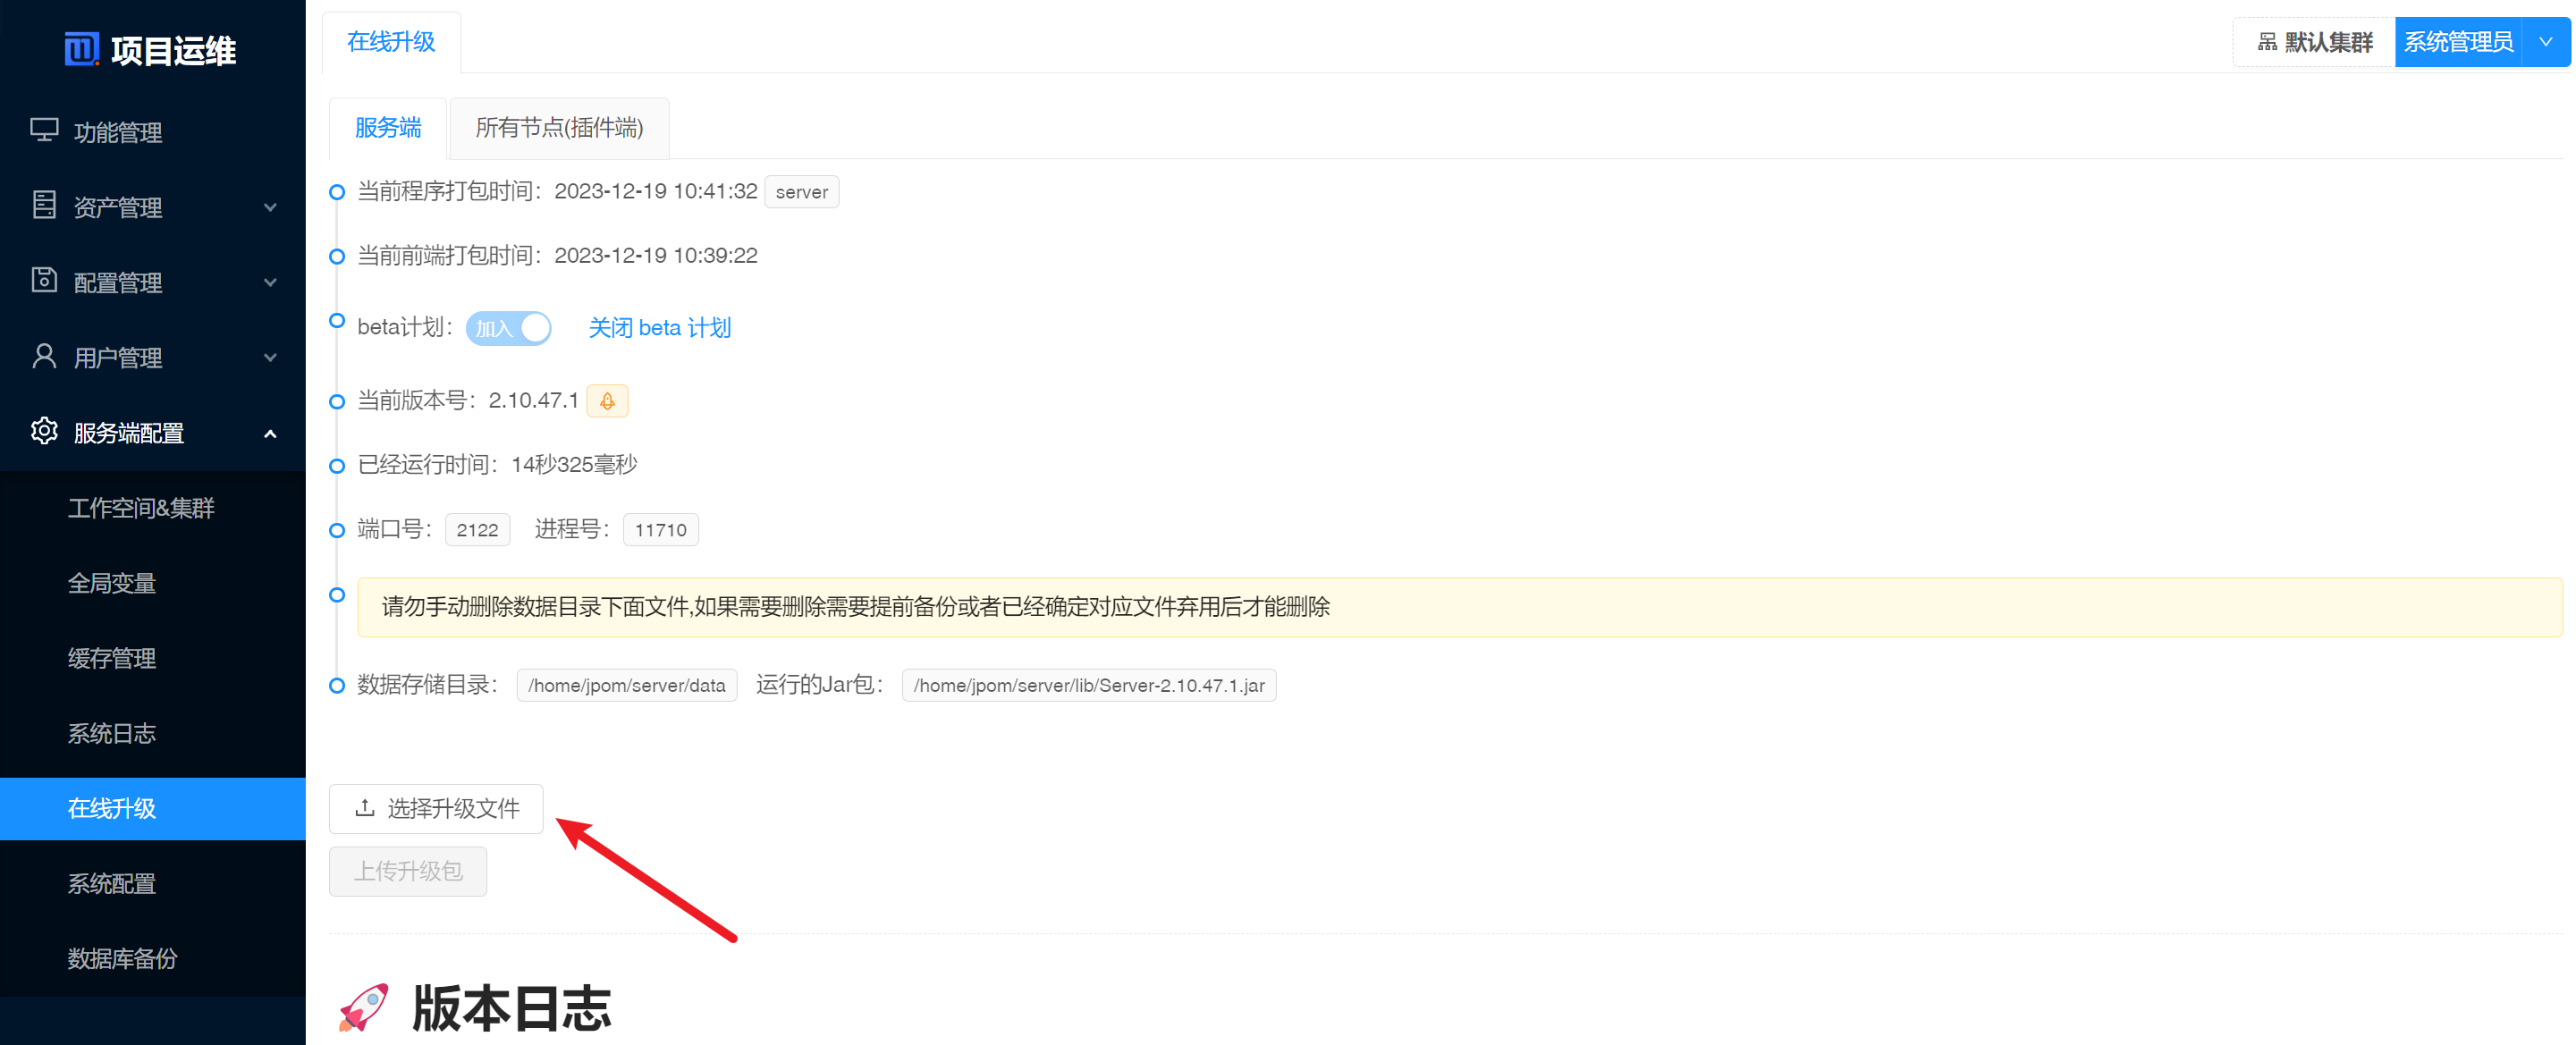 项目运维
功能管理
资产管理
配置管理
用户管理
服务端配置
工作空间&集群
全局变量
缓存管理
系统日志
在线升级
系统配置
数据库备份
在线升级
默认集群 系统管理员
服务端 所有节点(插件端)
当前程序打包时间：2023-12-19 10:41:32 server
当前前端打包时间：2023-12-19 10:39:22
beta计划：加入 关闭 beta 计划
当前版本号：2.10.47.1
已经运行时间：14秒325毫秒
端口号：2122 进程号：11710
请勿手动删除数据目录下面文件,如果需要删除需要提前备份或者已经确定对应文件弃用后才能删除
数据存储目录：/home/jpom/server/data 运行的Jar包：/home/jpom/server/lib/Server-2.10.47.1.jar
选择升级文件
上传升级包
版本日志